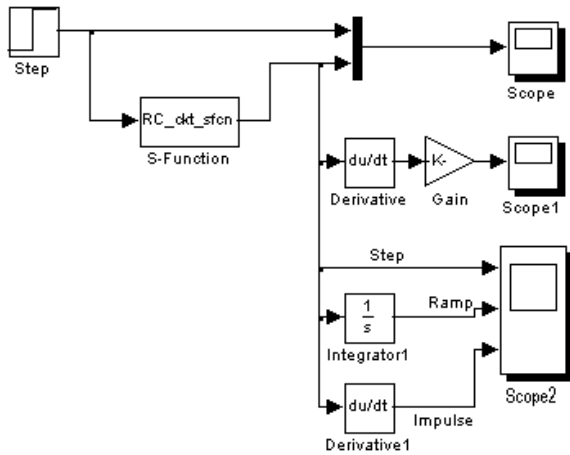 Step
Scope
RC_ckt_sfcn
S-Function
du/dt
-K-
Derivative
Gain
Scope1
Step
1
s
Ramp
Integrator1
du/dt
Impulse
Derivative1
Scope2